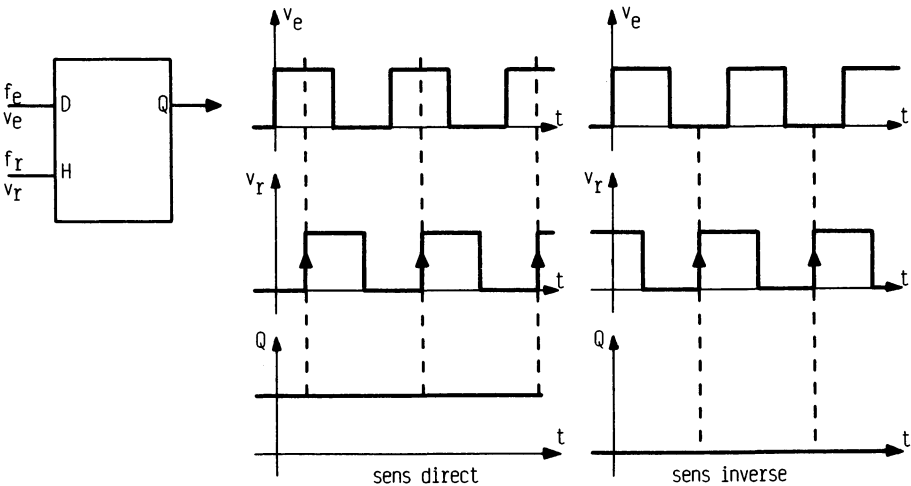 f_e
v_e
D
Q
f_r
v_r
H
v_e
t
v_r
t
Q
t
sens direct
v_e
t
v_r
t
Q
t
sens inverse